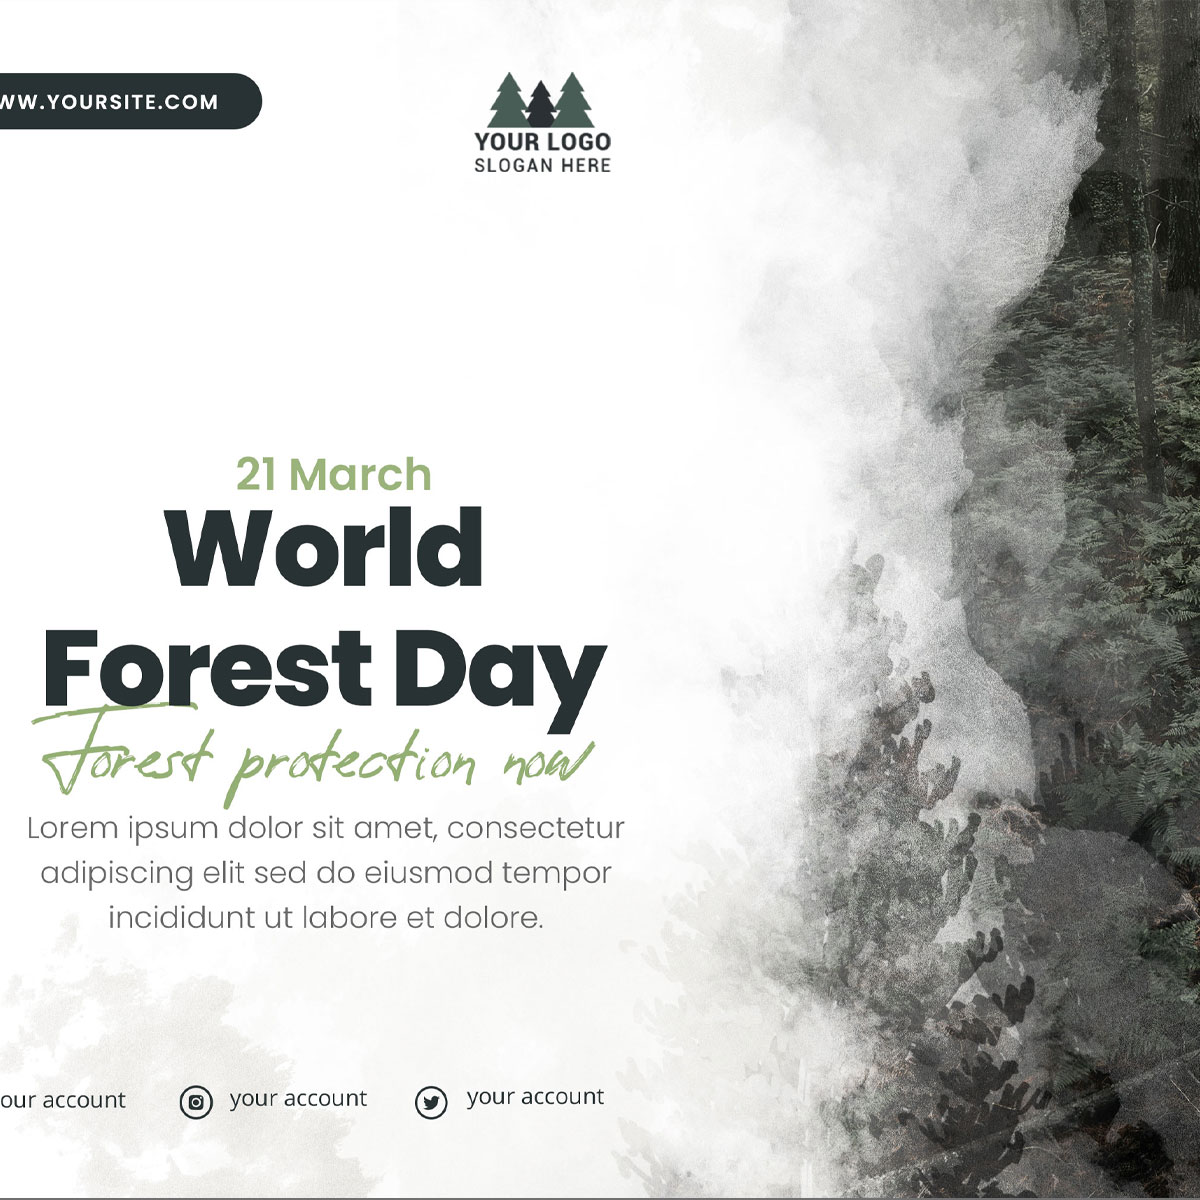 WW.YOURSITE.COM
YOUR LOGO
SLOGAN HERE
21 March
World
Forest Day
Forest protection now
Lorem ipsum dolor sit amet, consectetur
adipiscing elit sed do eiusmod tempor
incididunt ut labore et dolore.
our account your account your account